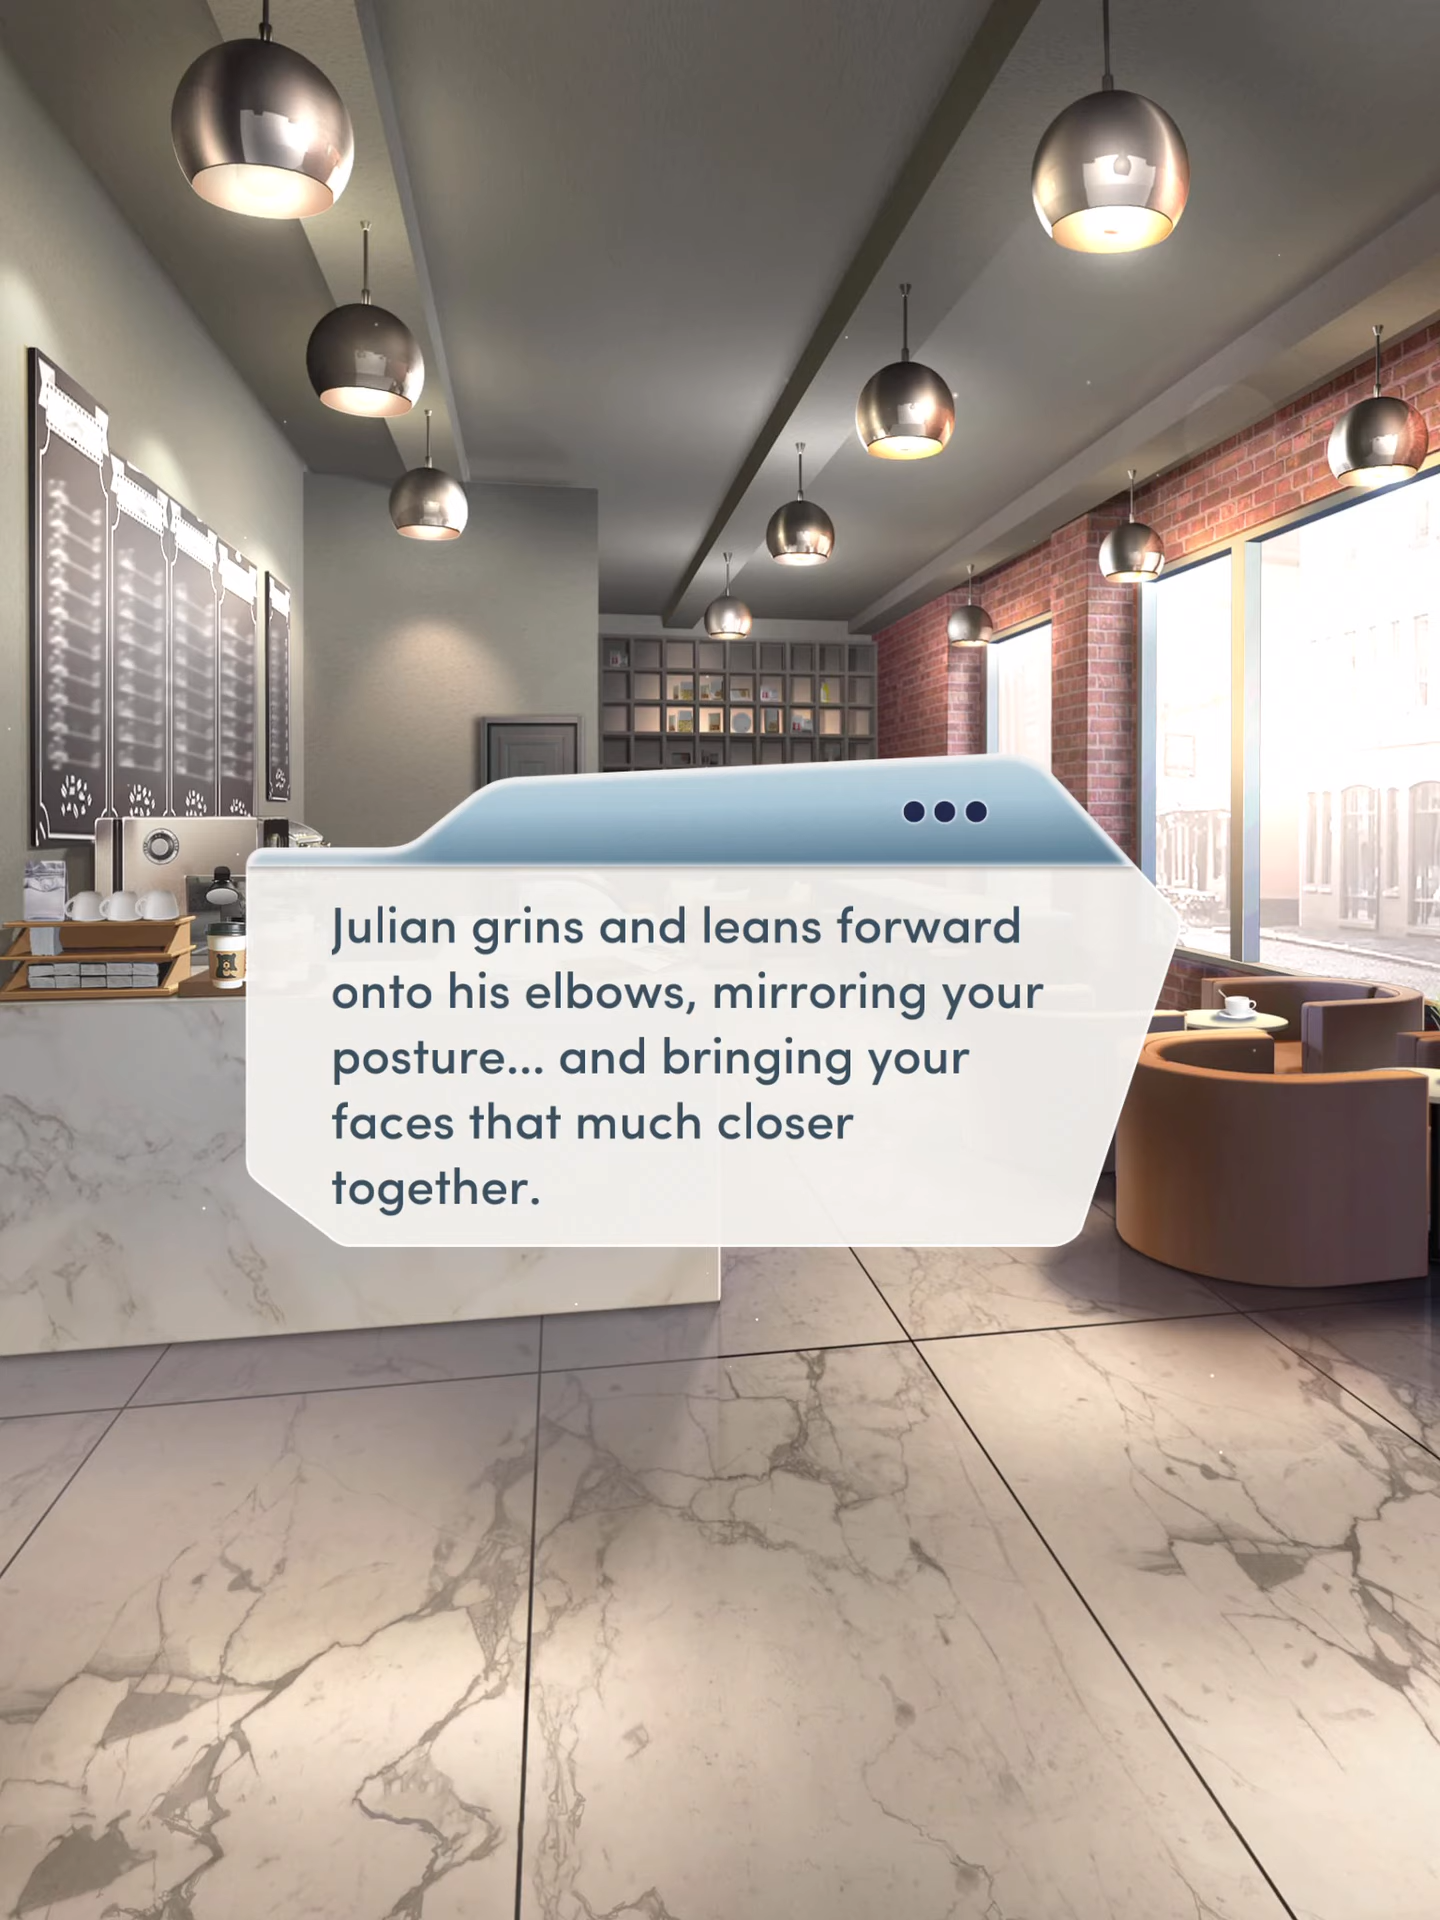 Julian grins and leans forward
onto his elbows, mirroring your
posture... and bringing your
faces that much closer
together.